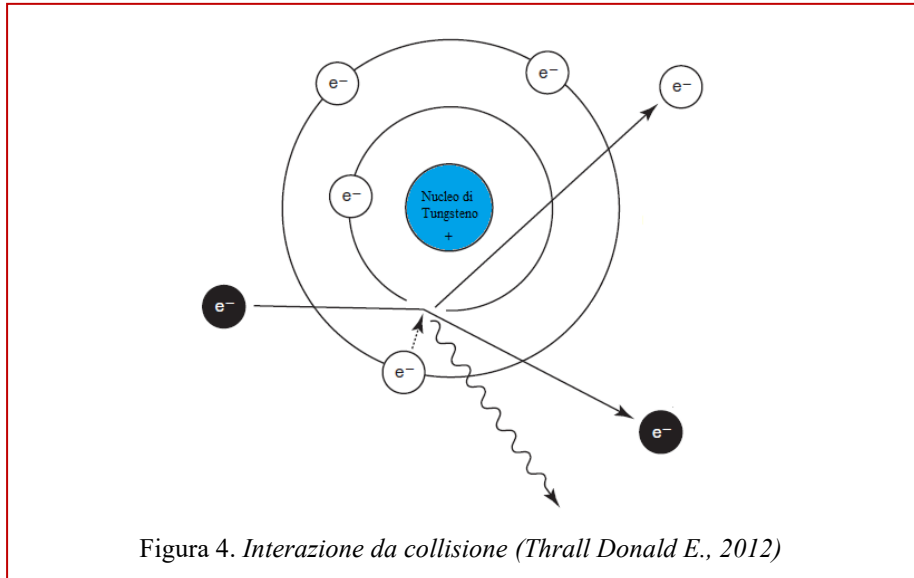 e−
e−
e−
e−
Nucleo di
Tungsteno
+
e−
e−
e−
Figura 4. Interazione da collisione (Thrall Donald E., 2012)